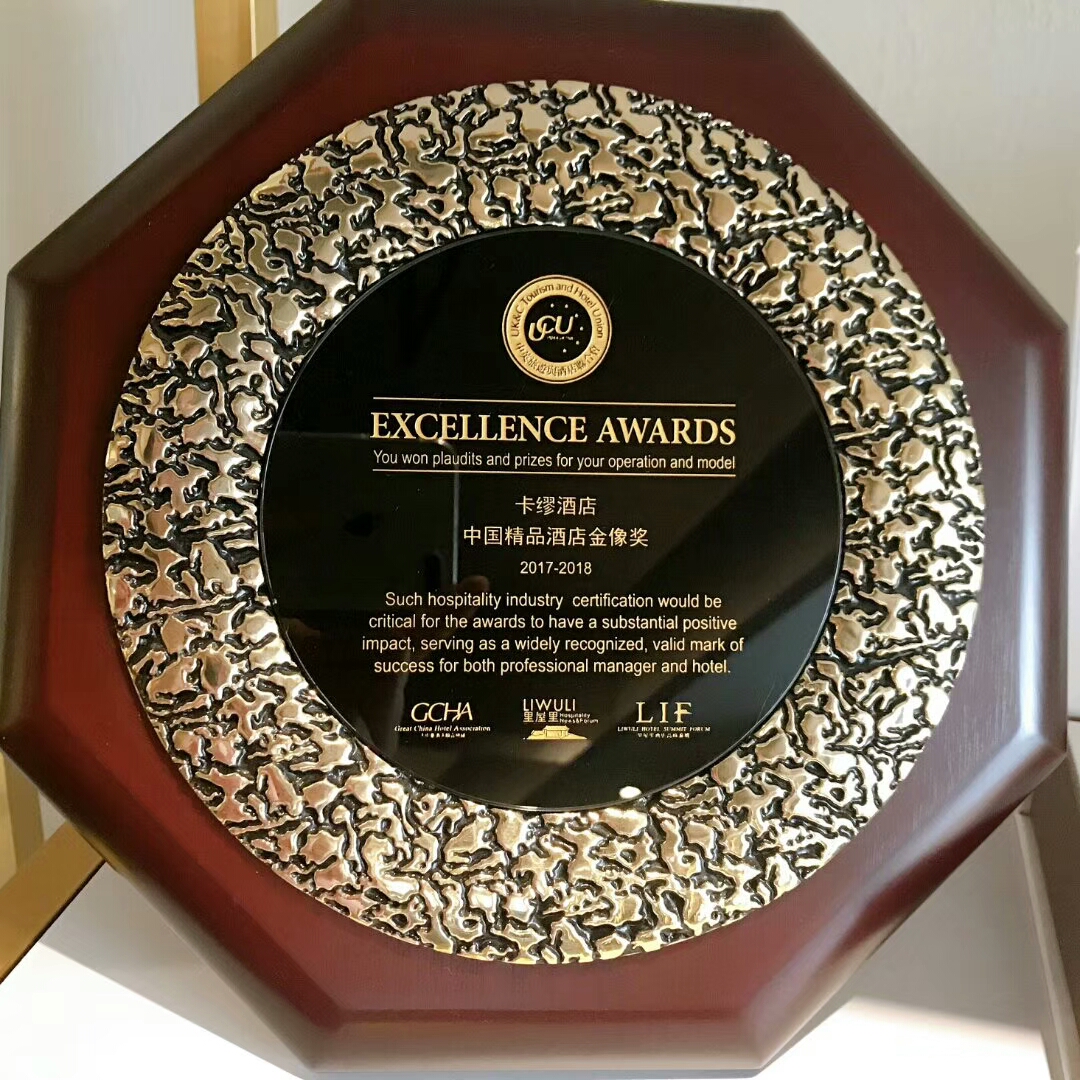 UK&C Tourism and Hotel Union
UCU
EXCELLENCE AWARDS
You won plaudits and prizes for your operation and model
卡缪酒店
中国精品酒店金像奖
2017-2018
Such hospitality industry certification would be
critical for the awards to have a substantial positive
impact, serving as a widely recognized, valid mark of
success for both professional manager and hotel.
GCHA
Great China Hotel Association
LIWULI
里屋里 Hospitality
News&Forum
LIF
LIWULI HOTEL SUMMIT FORUM